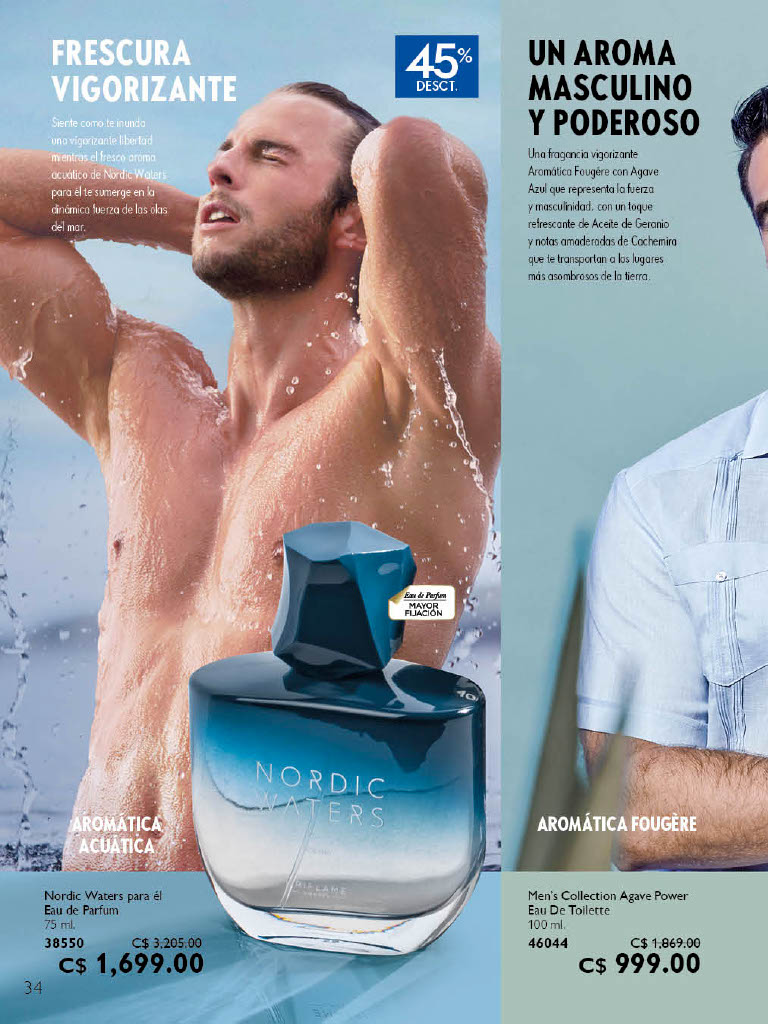 FRESCURA
VIGORIZANTE
Siente como te inunda
una vigorizante libertad
mientras el fresco aroma
acuático de Nordic Waters
para él te sumerge en la
dinámica fuerza de las olas
del mar.
45%
DESCT.
Eau de Parfum
MAYOR
FIJACIÓN
NORDIC
WATERS
ORIFLAME
AROMÁTICA
ACUÁTICA
Nordic Waters para él
Eau de Parfum
75 ml.
38550 C$ 3,205.00
C$ 1,699.00
34
UN AROMA
MASCULINO
Y PODEROSO
Una fragancia vigorizante
Aromática Fougère con Agave
Azul que representa la fuerza
y masculinidad, con un toque
refrescante de Aceite de Geranio
y notas amaderadas de Cachemira
que te transportan a los lugares
más asombrosos de la tierra.
AROMÁTICA FOUGÈRE
Men's Collection Agave Power
Eau De Toilette
100 ml.
46044 C$ 1,869.00
C$ 999.00